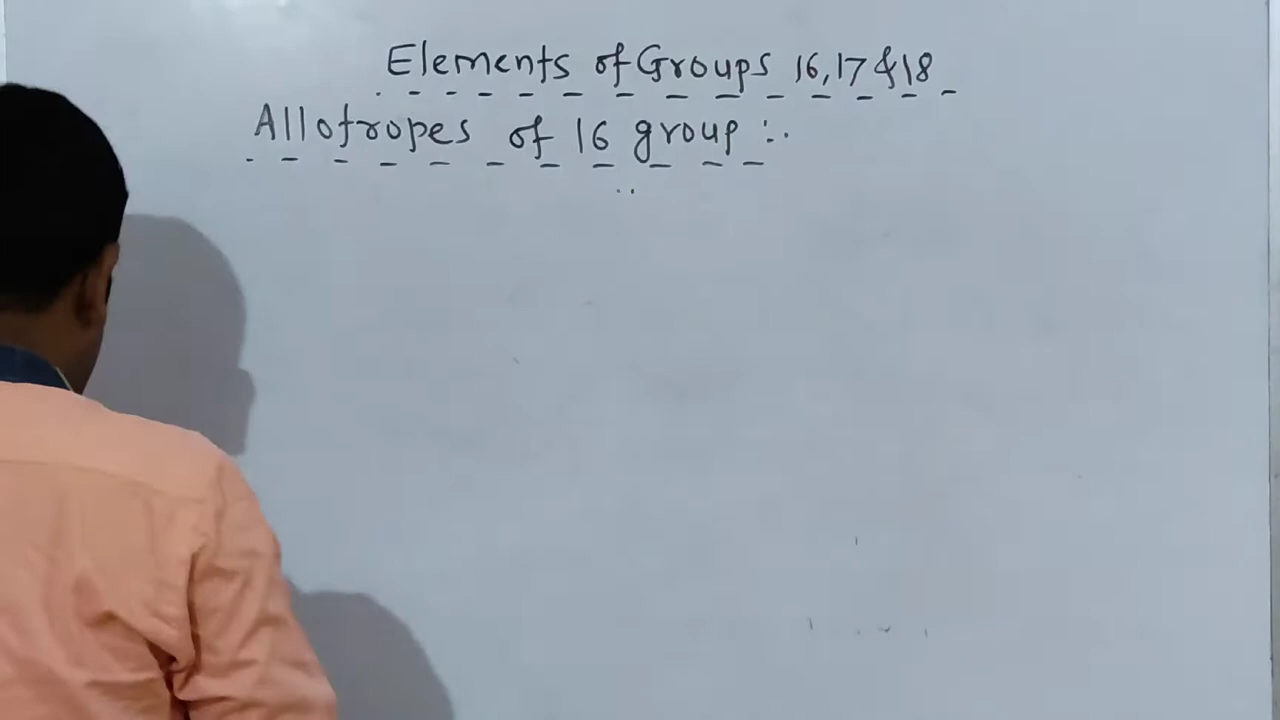 Elements of Groups 16,17 & 18
Allotropes of 16 group :.